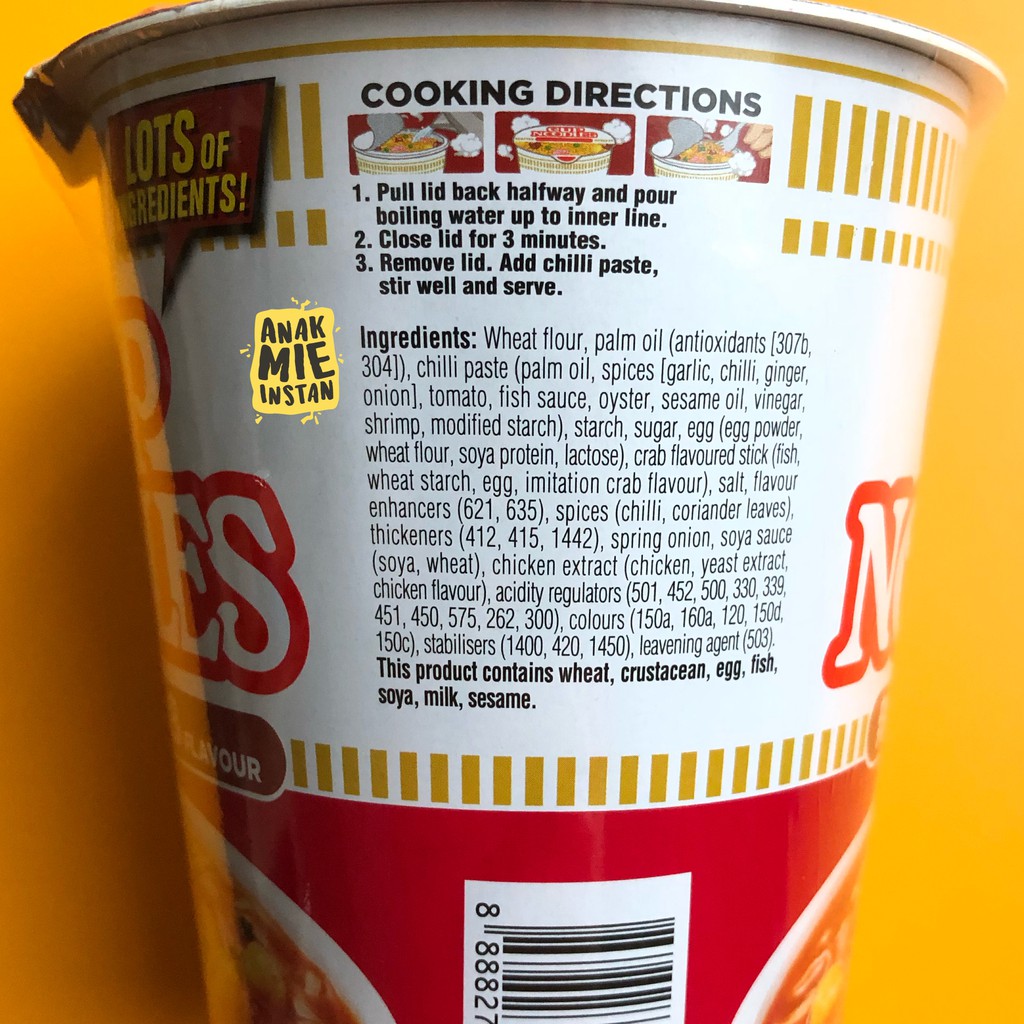 LOTS OF
INGREDIENTS!
COOKING DIRECTIONS
CUP
NOODLES
1. Pull lid back halfway and pour
boiling water up to inner line.
2. Close lid for 3 minutes.
3. Remove lid. Add chilli paste,
stir well and serve.
ANAK
MIE
INSTAN
Ingredients: Wheat flour, palm oil (antioxidants [307b,
304]), chilli paste (palm oil, spices [garlic, chilli, ginger,
onion], tomato, fish sauce, oyster, sesame oil, vinegar,
shrimp, modified starch), starch, sugar, egg (egg powder,
wheat flour, soya protein, lactose), crab flavoured stick (fish,
wheat starch, egg, imitation crab flavour), salt, flavour
enhancers (621, 635), spices (chilli, coriander leaves),
thickeners (412, 415, 1442), spring onion, soya sauce
(soya, wheat), chicken extract (chicken, yeast extract,
chicken flavour), acidity regulators (501, 452, 500, 330, 339,
451, 450, 575, 262, 300), colours (150a, 160a, 120, 150d,
150c), stabilisers (1400, 420, 1450), leavening agent (503).
This product contains wheat, crustacean, egg, fish,
soya, milk, sesame.
LES
FLAVOUR
8 88827